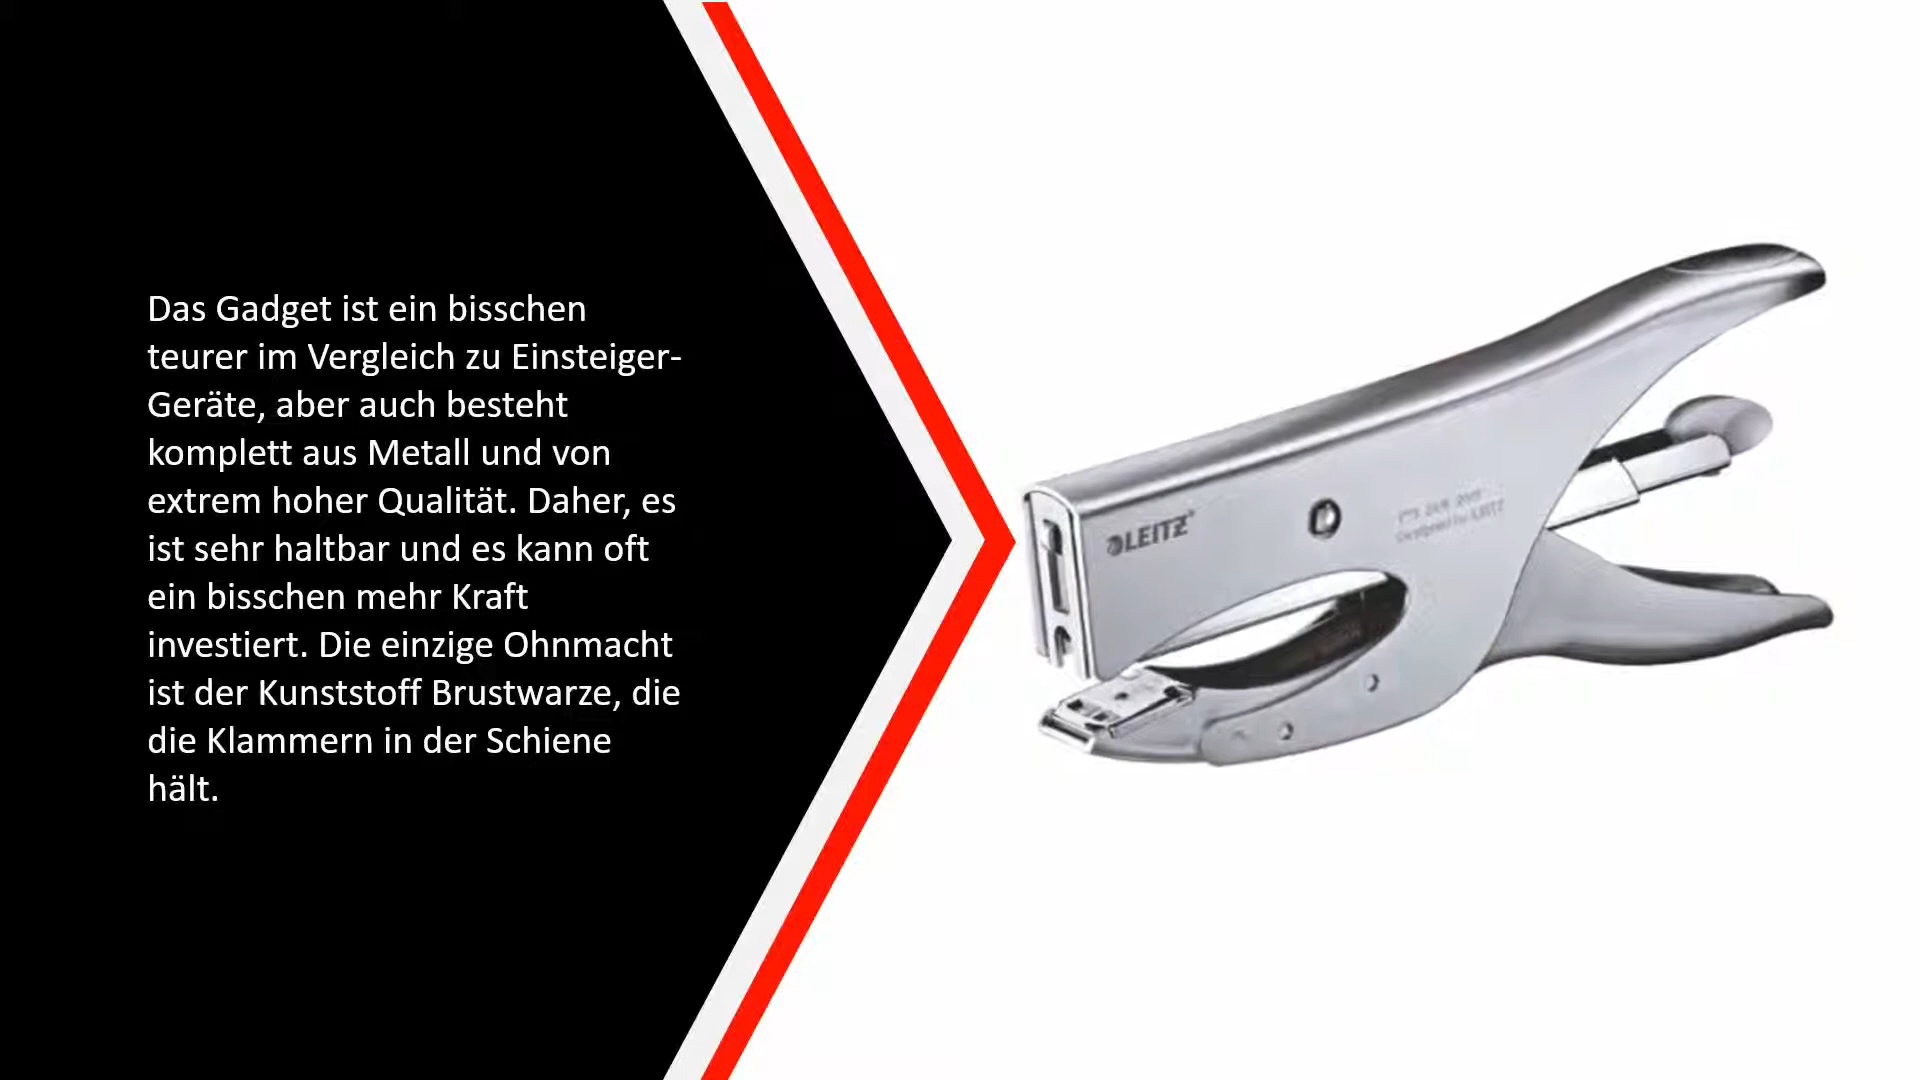 Das Gadget ist ein bisschen
teurer im Vergleich zu Einsteiger-
Geräte, aber auch besteht
komplett aus Metall und von
extrem hoher Qualität. Daher, es
ist sehr haltbar und es kann oft
ein bisschen mehr Kraft
investiert. Die einzige Ohnmacht
ist der Kunststoff Brustwarze, die
die Klammern in der Schiene
hält.
LEITZ